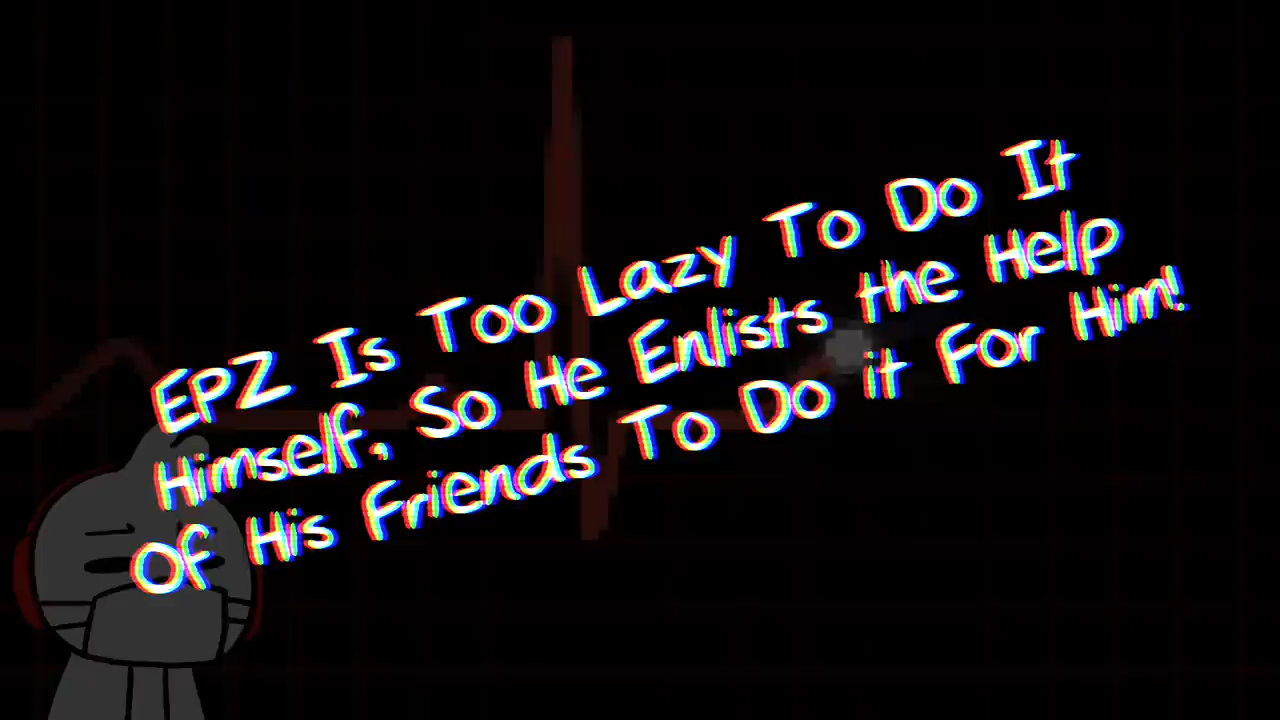 EPZ Is Too Lazy To Do It
Himself, So He Enlists the Help
Of His Friends To Do it For Him!